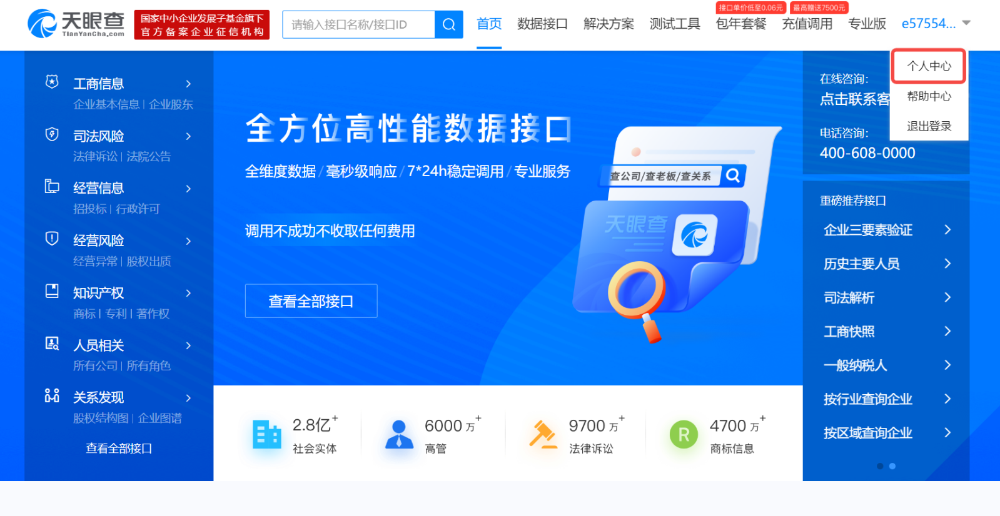 接口单价低至0.06元
最高赠送7500元
天眼查
TianYanCha.com
国家中小企业发展子基金旗下
官方备案企业征信机构
请输入接口名称/接口ID
首页
数据接口
解决方案
测试工具
包年套餐
充值调用
专业版
e57554...
个人中心
帮助中心
退出登录
工商信息
企业基本信息 | 企业股东
司法风险
法律诉讼 | 法院公告
经营信息
招投标 | 行政许可
经营风险
经营异常 | 股权出质
知识产权
商标 | 专利 | 著作权
人员相关
所有公司 | 所有角色
关系发现
股权结构图 | 企业图谱
查看全部接口
全方位高性能数据接口
全维度数据 / 毫秒级响应 / 7*24h稳定调用 / 专业服务
调用不成功不收取任何费用
查看全部接口
查公司/查老板/查关系
天眼查
2.8亿+
社会实体
6000万+
高管
9700万+
法律诉讼
R
4700万+
商标信息
在线咨询:
点击联系客
电话咨询:
400-608-0000
重磅推荐接口
企业三要素验证
历史主要人员
司法解析
工商快照
一般纳税人
按行业查询企业
按区域查询企业